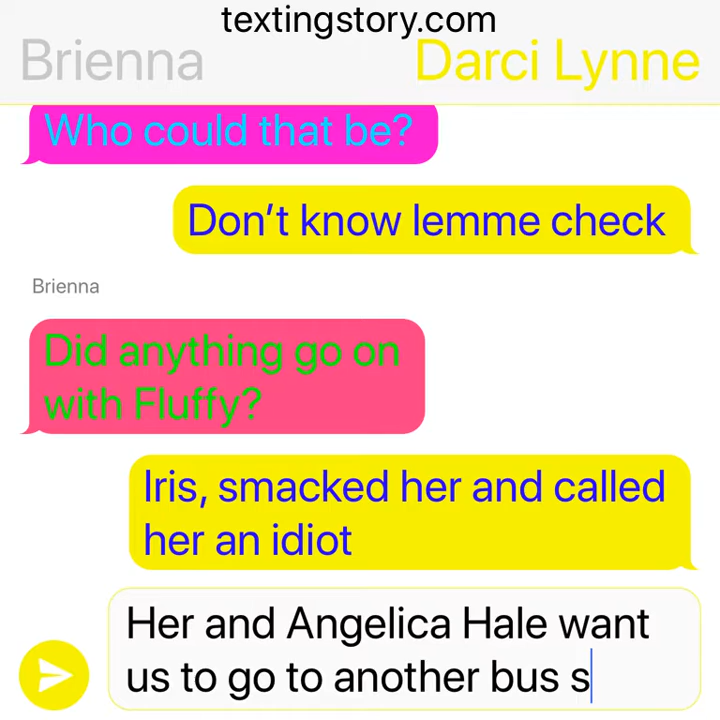 textingstory.com
Brienna
Darci Lynne
Who could that be?
Don't know lemme check
Brienna
Did anything go on
with Fluffy?
Iris, smacked her and called
her an idiot
Her and Angelica Hale want
us to go to another bus s